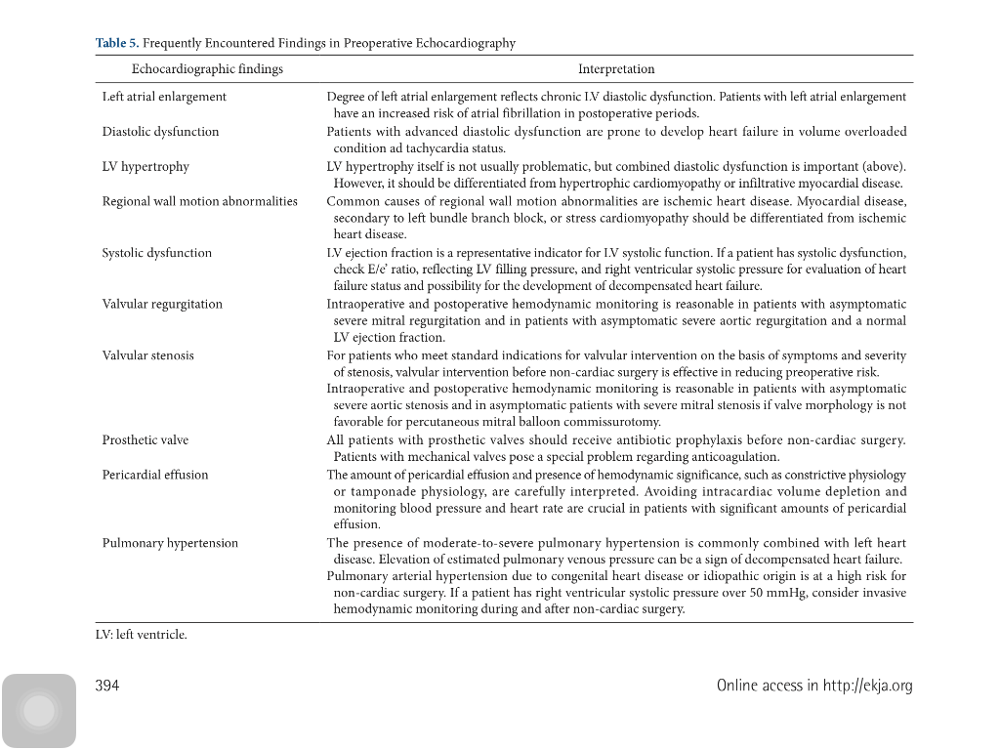 Table 5. Frequently Encountered Findings in Preoperative Echocardiography
Echocardiographic findings Interpretation
Left atrial enlargement Degree of left atrial enlargement reflects chronic LV diastolic dysfunction. Patients with left atrial enlargement
have an increased risk of atrial fibrillation in postoperative periods.
Diastolic dysfunction Patients with advanced diastolic dysfunction are prone to develop heart failure in volume overloaded
condition ad tachycardia status.
LV hypertrophy LV hypertrophy itself is not usually problematic, but combined diastolic dysfunction is important (above).
However, it should be differentiated from hypertrophic cardiomyopathy or infiltrative myocardial disease.
Regional wall motion abnormalities Common causes of regional wall motion abnormalities are ischemic heart disease. Myocardial disease,
secondary to left bundle branch block, or stress cardiomyopathy should be differentiated from ischemic
heart disease.
Systolic dysfunction LV ejection fraction is a representative indicator for LV systolic function. If a patient has systolic dysfunction,
check E/e' ratio, reflecting LV filling pressure, and right ventricular systolic pressure for evaluation of heart
failure status and possibility for the development of decompensated heart failure.
Valvular regurgitation Intraoperative and postoperative hemodynamic monitoring is reasonable in patients with asymptomatic
severe mitral regurgitation and in patients with asymptomatic severe aortic regurgitation and a normal
LV ejection fraction.
Valvular stenosis For patients who meet standard indications for valvular intervention on the basis of symptoms and severity
of stenosis, valvular intervention before non-cardiac surgery is effective in reducing preoperative risk.
Intraoperative and postoperative hemodynamic monitoring is reasonable in patients with asymptomatic
severe aortic stenosis and in asymptomatic patients with severe mitral stenosis if valve morphology is not
favorable for percutaneous mitral balloon commissurotomy.
Prosthetic valve All patients with prosthetic valves should receive antibiotic prophylaxis before non-cardiac surgery.
Patients with mechanical valves pose a special problem regarding anticoagulation.
Pericardial effusion The amount of pericardial effusion and presence of hemodynamic significance, such as constrictive physiology
or tamponade physiology, are carefully interpreted. Avoiding intracardiac volume depletion and
monitoring blood pressure and heart rate are crucial in patients with significant amounts of pericardial
effusion.
Pulmonary hypertension The presence of moderate-to-severe pulmonary hypertension is commonly combined with left heart
disease. Elevation of estimated pulmonary venous pressure can be a sign of decompensated heart failure.
Pulmonary arterial hypertension due to congenital heart disease or idiopathic origin is at a high risk for
non-cardiac surgery. If a patient has right ventricular systolic pressure over 50 mmHg, consider invasive
hemodynamic monitoring during and after non-cardiac surgery.
LV: left ventricle.
394 Online access in http://ekja.org